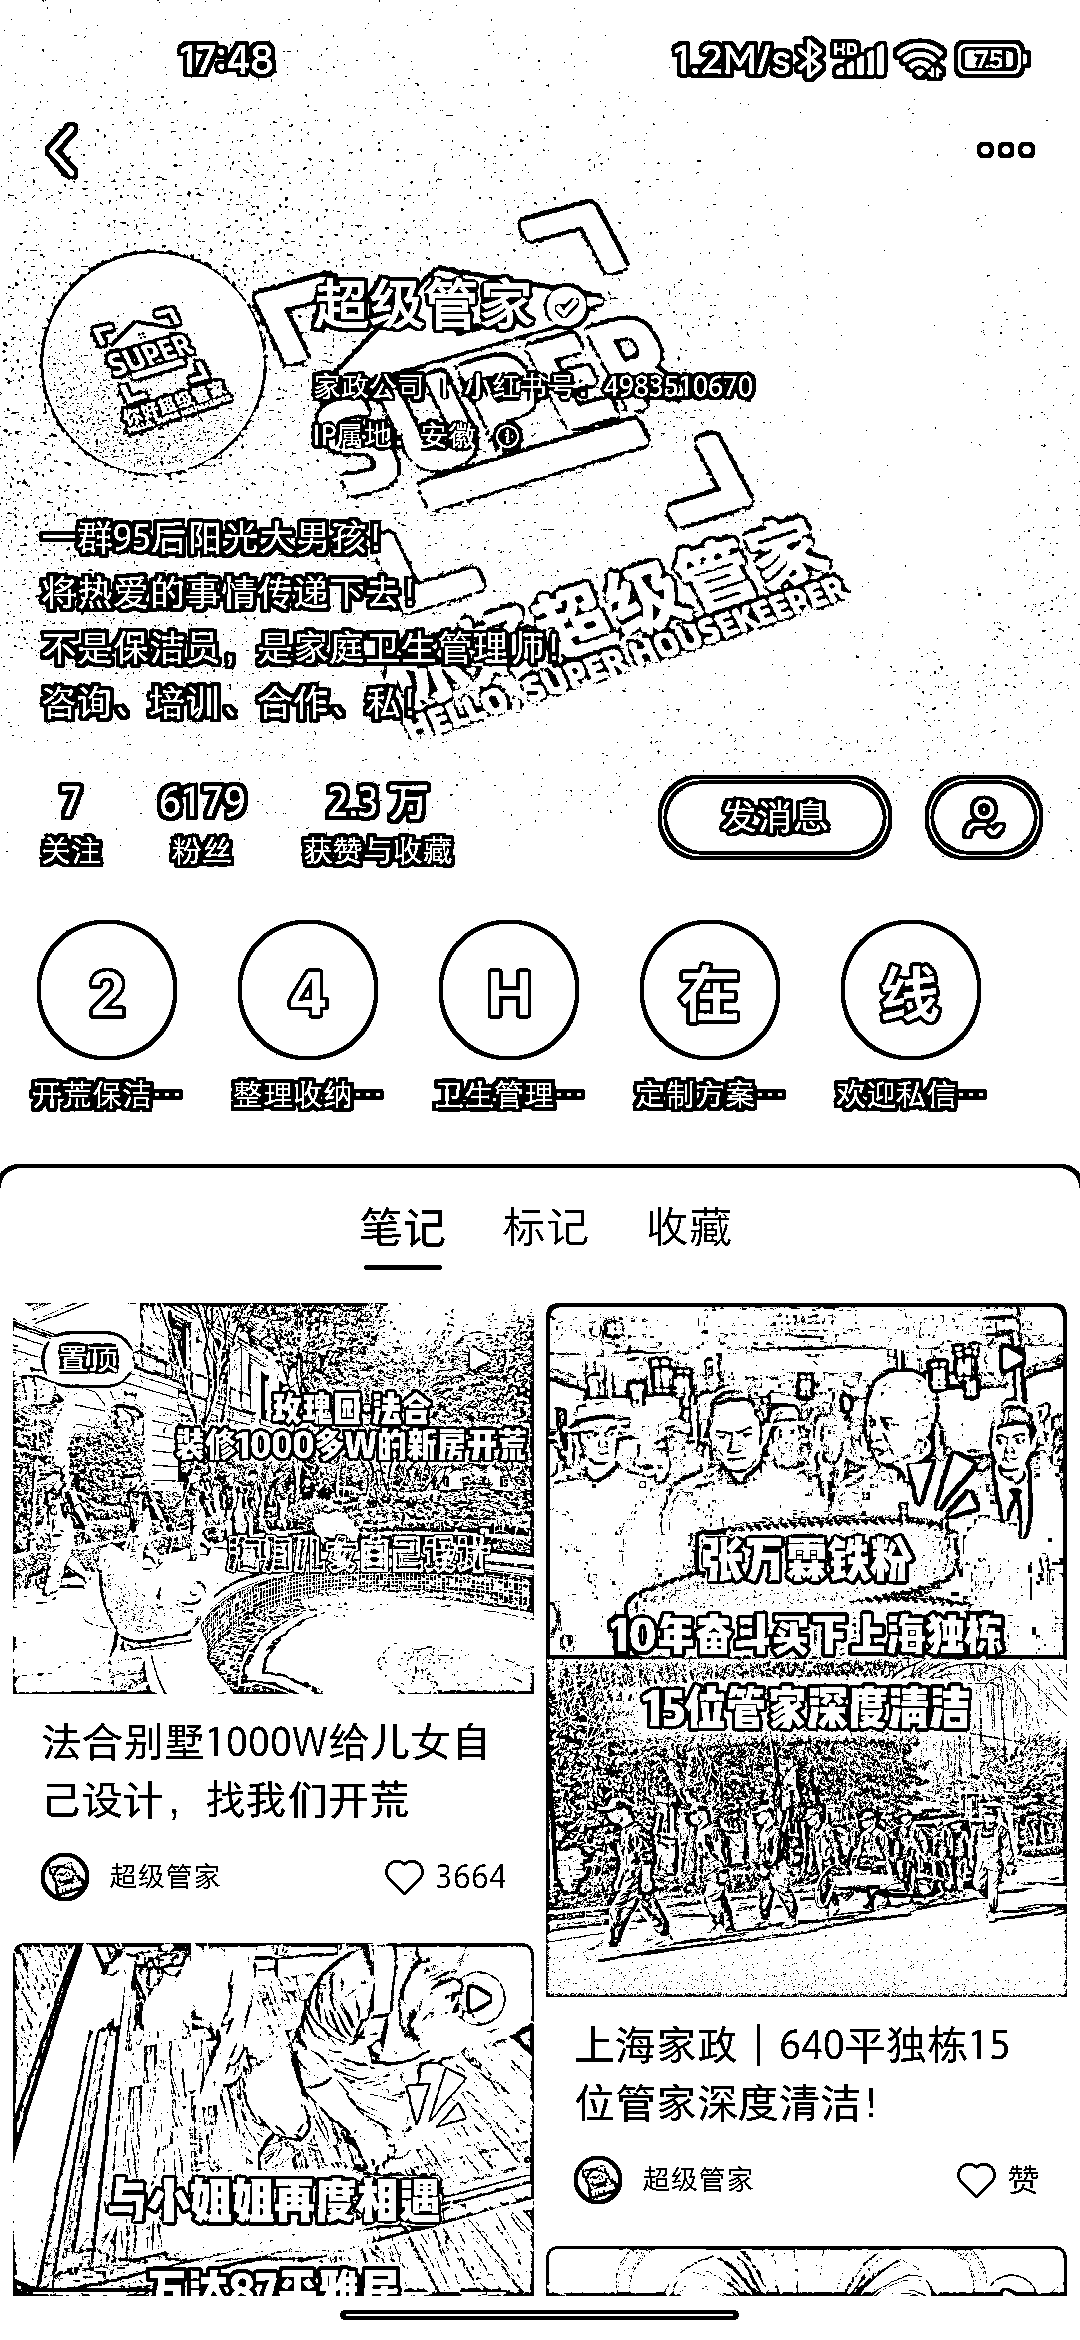 17:48
1.2M/s HD 75
超级管家
家政公司 | 小红书号: 4983510670
IP属地: 安徽
SUPER
你好超级管家
SUPER
超级管家
HELLO, SUPER HOUSEKEEPER
一群95后阳光大男孩!
将热爱的事情传递下去!
不是保洁员，是家庭卫生管理师!
咨询、培训、合作、私!
7 6179 2.3万
关注 粉丝 获赞与收藏
发消息
2 4 H 在 线
开荒保洁… 整理收纳… 卫生管理… 定制方案… 欢迎私信…
笔记 标记 收藏
置顶
玫瑰园·法合
装修1000多W的新房开荒
法合别墅1000W给儿女自
己设计，找我们开荒
超级管家 3664
张万霖铁粉
10年奋斗买下上海独栋
15位管家深度清洁
上海家政｜640平独栋15
位管家深度清洁！
超级管家 赞
与小姐姐再度相遇